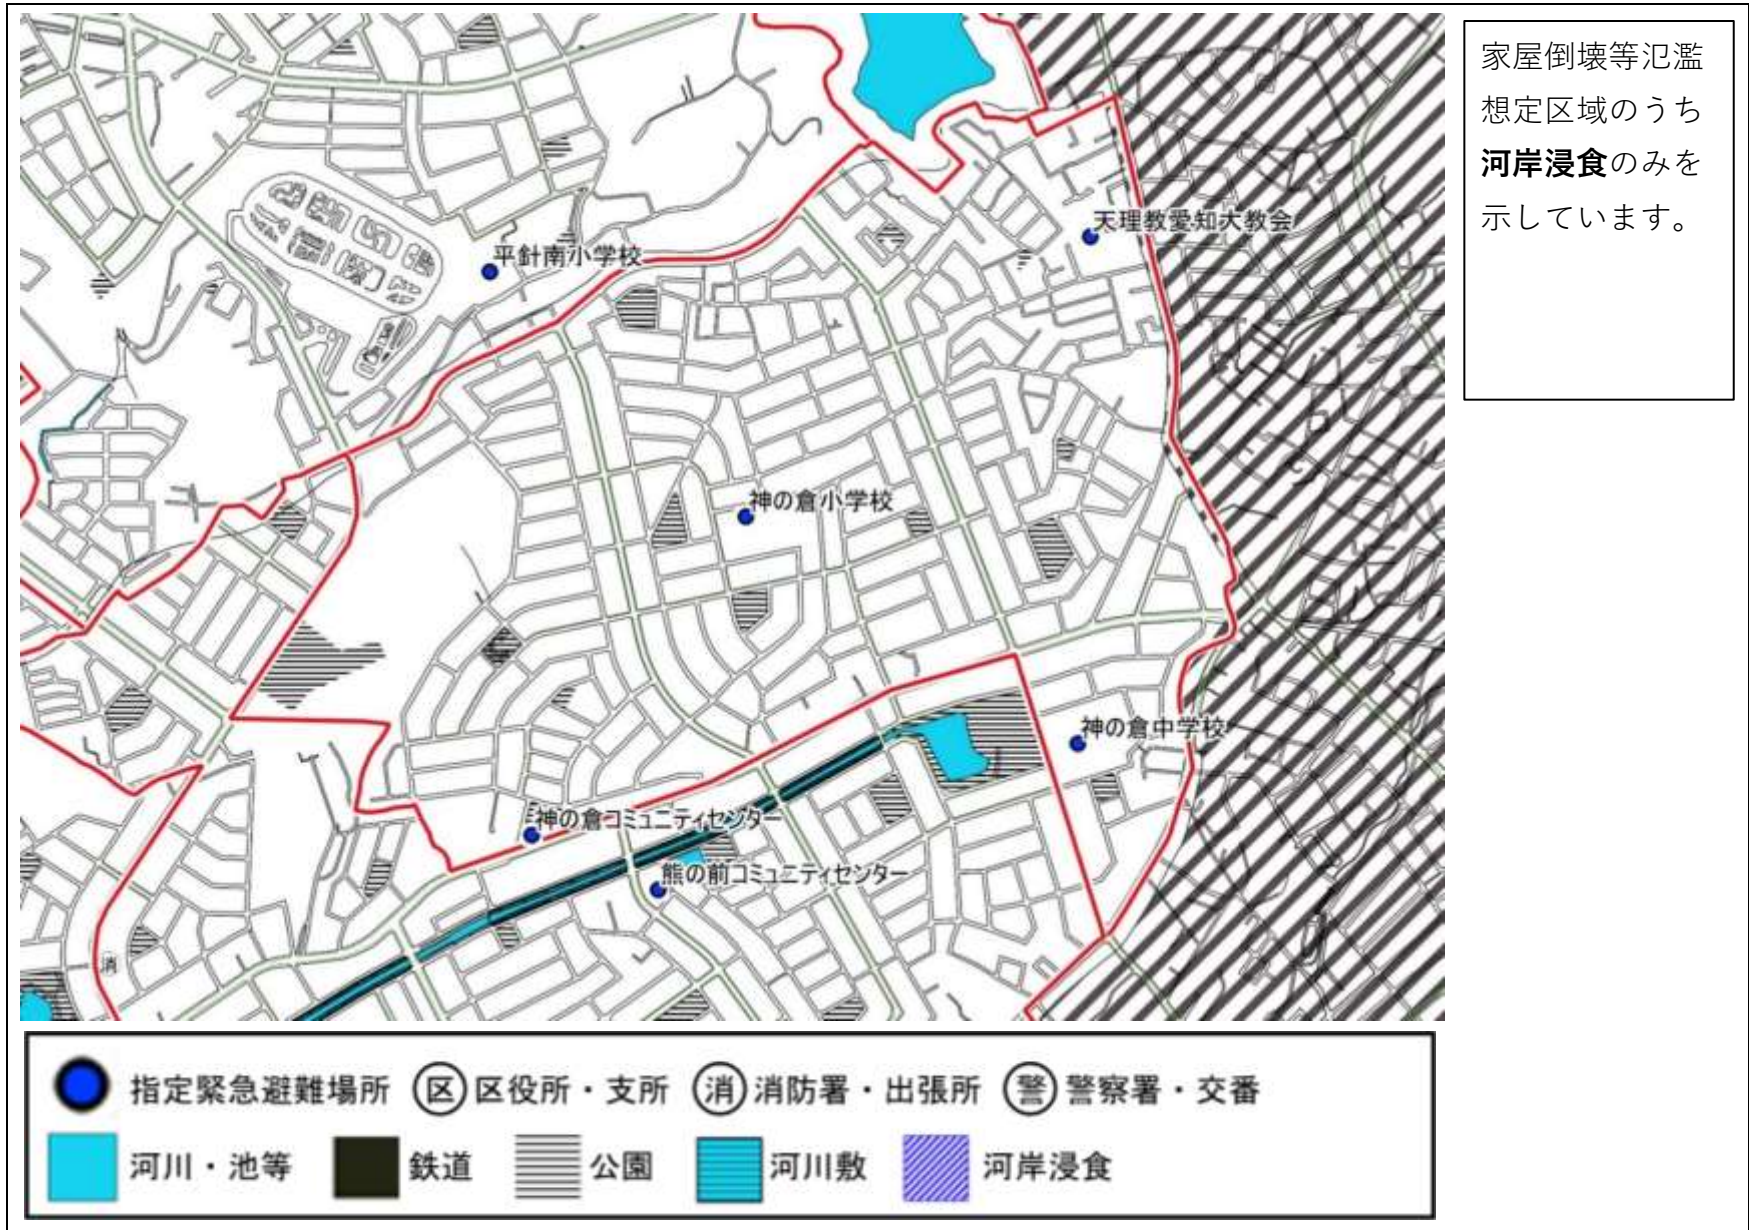 家屋倒壊等氾濫
想定区域のうち
河岸浸食のみを
示しています。
天理教愛知大教会
平針南小学校
神の倉小学校
神の倉中学校
神の倉コミュニティセンター
熊の前コミュニティセンター
消
指定緊急避難場所 区 区役所・支所 消 消防署・出張所 警 警察署・交番
河川・池等 鉄道 公園 河川敷 河岸浸食